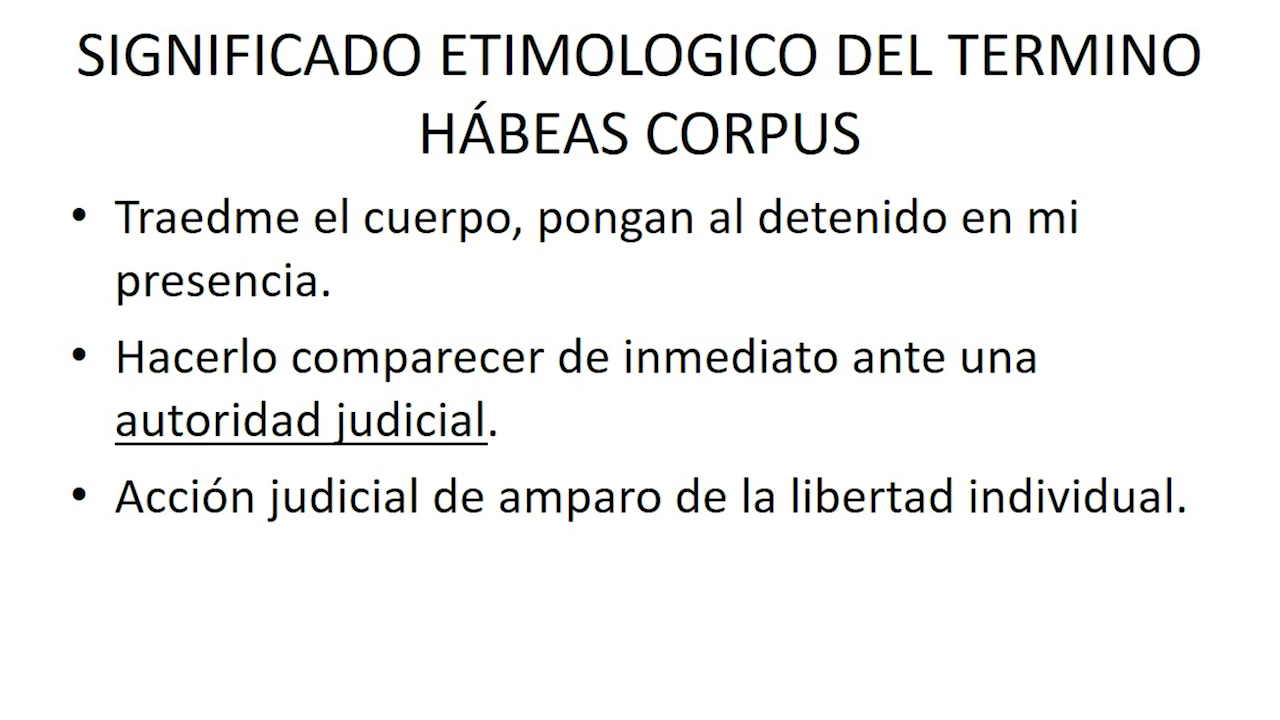 SIGNIFICADO ETIMOLOGICO DEL TERMINO
HÁBEAS CORPUS
• Traedme el cuerpo, pongan al detenido en mi
presencia.
• Hacerlo comparecer de inmediato ante una
autoridad judicial.
• Acción judicial de amparo de la libertad individual.